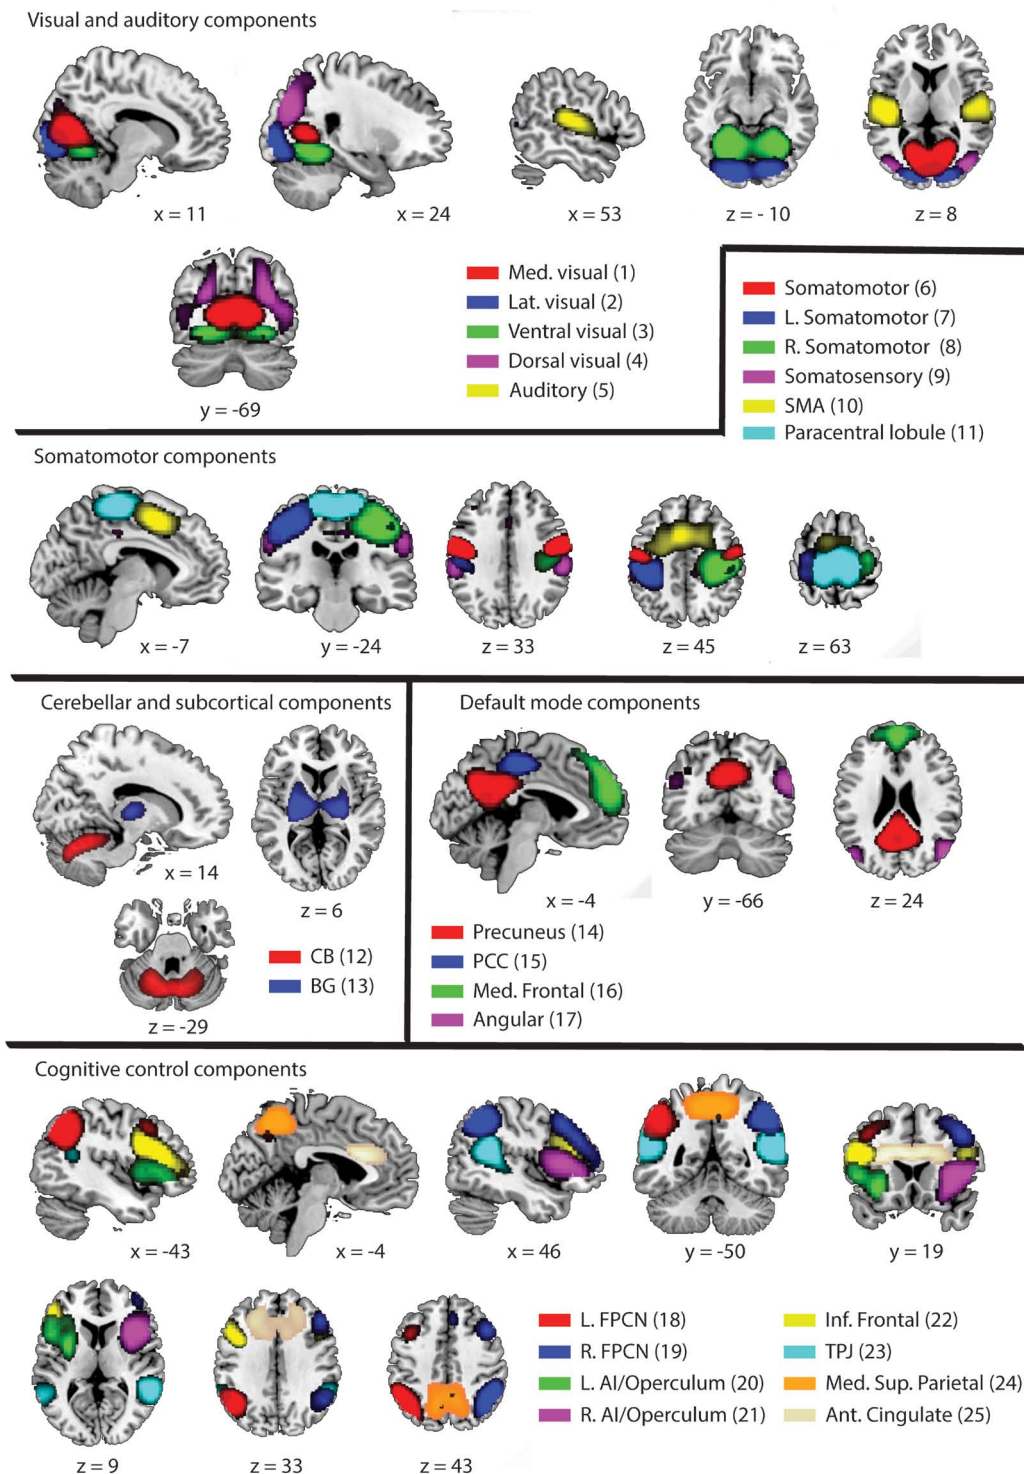 Visual and auditory components
x = 11
x = 24
x = 53
z = - 10
z = 8
y = -69
Med. visual (1)
Lat. visual (2)
Ventral visual (3)
Dorsal visual (4)
Auditory (5)
Somatomotor (6)
L. Somatomotor (7)
R. Somatomotor (8)
Somatosensory (9)
SMA (10)
Paracentral lobule (11)
Somatomotor components
x = -7
y = -24
z = 33
z = 45
z = 63
Cerebellar and subcortical components
x = 14
z = 6
z = -29
CB (12)
BG (13)
Default mode components
x = -4
y = -66
z = 24
Precuneus (14)
PCC (15)
Med. Frontal (16)
Angular (17)
Cognitive control components
x = -43
x = -4
x = 46
y = -50
y = 19
z = 9
z = 33
z = 43
L. FPCN (18)
R. FPCN (19)
L. AI/Operculum (20)
R. AI/Operculum (21)
Inf. Frontal (22)
TPJ (23)
Med. Sup. Parietal (24)
Ant. Cingulate (25)